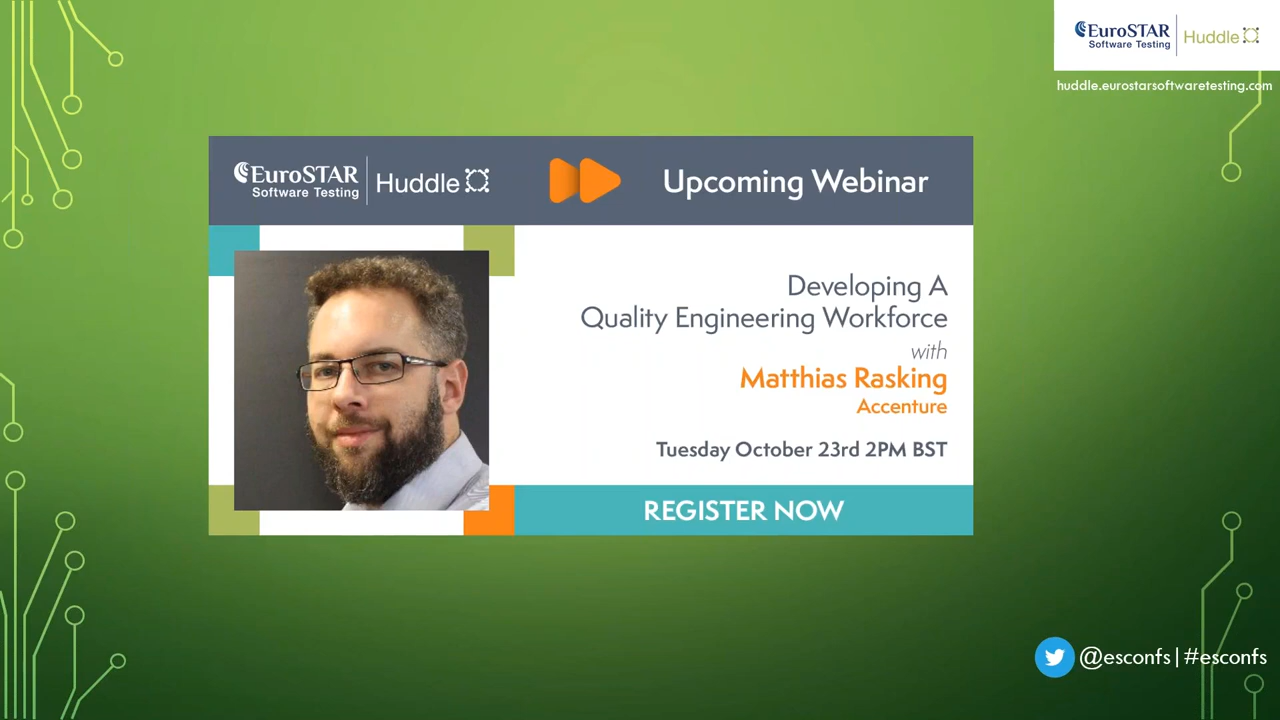 EuroSTAR
Software Testing
Huddle
huddle.eurostarsoftwaretesting.com
EuroSTAR
Software Testing
Huddle
Upcoming Webinar
Developing A
Quality Engineering Workforce
with
Matthias Rasking
Accenture
Tuesday October 23rd 2PM BST
REGISTER NOW
@esconfs|#esconfs